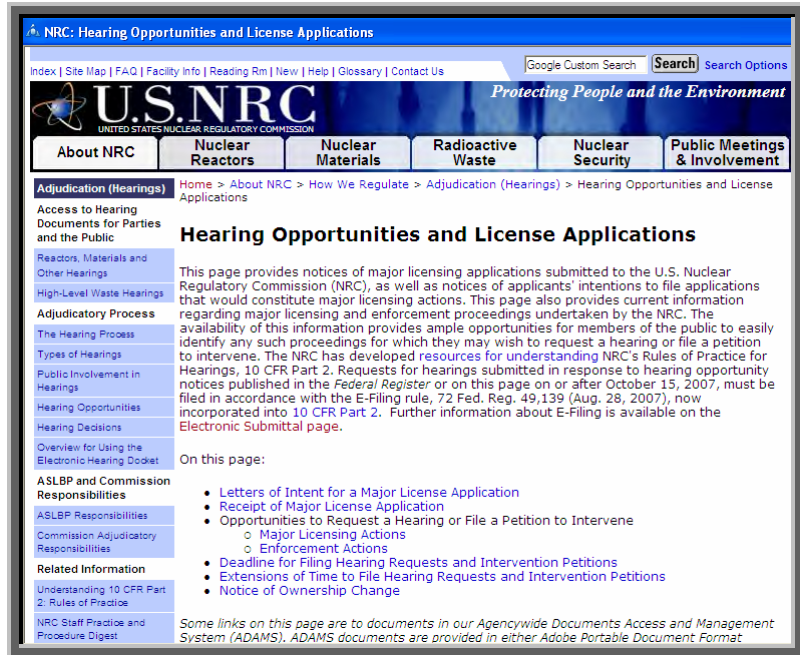 NRC: Hearing Opportunities and License Applications
Index | Site Map | FAQ | Facility Info | Reading Rm | New | Help | Glossary | Contact Us
Google Custom Search Search Search Options
U.S.NRC
UNITED STATES NUCLEAR REGULATORY COMMISSION
Protecting People and the Environment
About NRC
Nuclear
Reactors
Nuclear
Materials
Radioactive
Waste
Nuclear
Security
Public Meetings
& Involvement
Adjudication (Hearings)
Access to Hearing
Documents for Parties
and the Public
Reactors, Materials and
Other Hearings
High-Level Waste Hearings
Adjudicatory Process
The Hearing Process
Types of Hearings
Public Involvement in
Hearings
Hearing Opportunities
Hearing Decisions
Overview for Using the
Electronic Hearing Docket
ASLBP and Commission
Responsibilities
ASLBP Responsibilities
Commission Adjudicatory
Responsibilities
Related Information
Understanding 10 CFR Part
2: Rules of Practice
NRC Staff Practice and
Procedure Digest
Home > About NRC > How We Regulate > Adjudication (Hearings) > Hearing Opportunities and License
Applications
Hearing Opportunities and License Applications
This page provides notices of major licensing applications submitted to the U.S. Nuclear
Regulatory Commission (NRC), as well as notices of applicants' intentions to file applications
that would constitute major licensing actions. This page also provides current information
regarding major licensing and enforcement proceedings undertaken by the NRC. The
availability of this information provides ample opportunities for members of the public to easily
identify any such proceedings for which they may wish to request a hearing or file a petition
to intervene. The NRC has developed resources for understanding NRC's Rules of Practice for
Hearings, 10 CFR Part 2. Requests for hearings submitted in response to hearing opportunity
notices published in the Federal Register or on this page on or after October 15, 2007, must be
filed in accordance with the E-Filing rule, 72 Fed. Reg. 49,139 (Aug. 28, 2007), now
incorporated into 10 CFR Part 2. Further information about E-Filing is available on the
Electronic Submittal page.
On this page:
• Letters of Intent for a Major License Application
• Receipt of Major License Application
• Opportunities to Request a Hearing or File a Petition to Intervene
o Major Licensing Actions
o Enforcement Actions
• Deadline for Filing Hearing Requests and Intervention Petitions
• Extensions of Time to File Hearing Requests and Intervention Petitions
• Notice of Ownership Change
Some links on this page are to documents in our Agencywide Documents Access and Management
System (ADAMS). ADAMS documents are provided in either Adobe Portable Document Format